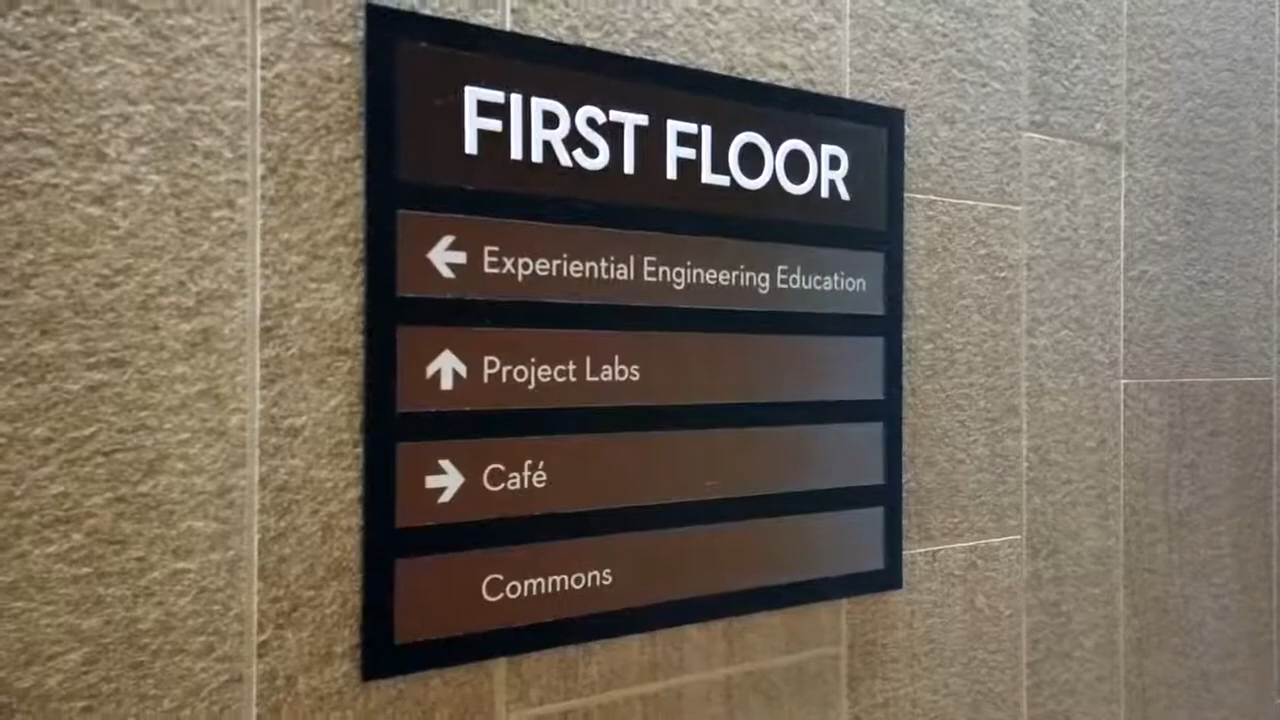 FIRST FLOOR
← Experiential Engineering Education
↑ Project Labs
→ Café
Commons